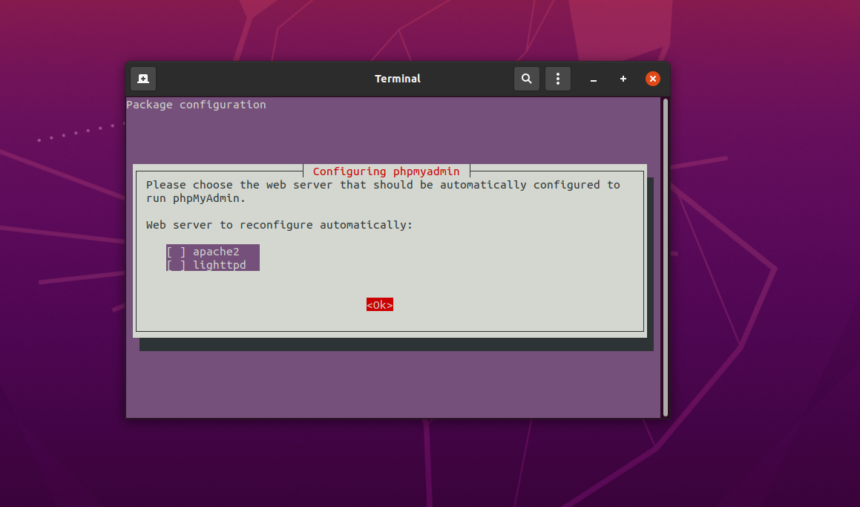 Terminal
Package configuration
Configuring phpmyadmin
Please choose the web server that should be automatically configured to
run phpMyAdmin.
Web server to reconfigure automatically:
[ ] apache2
[ ] lighttpd
<Ok>